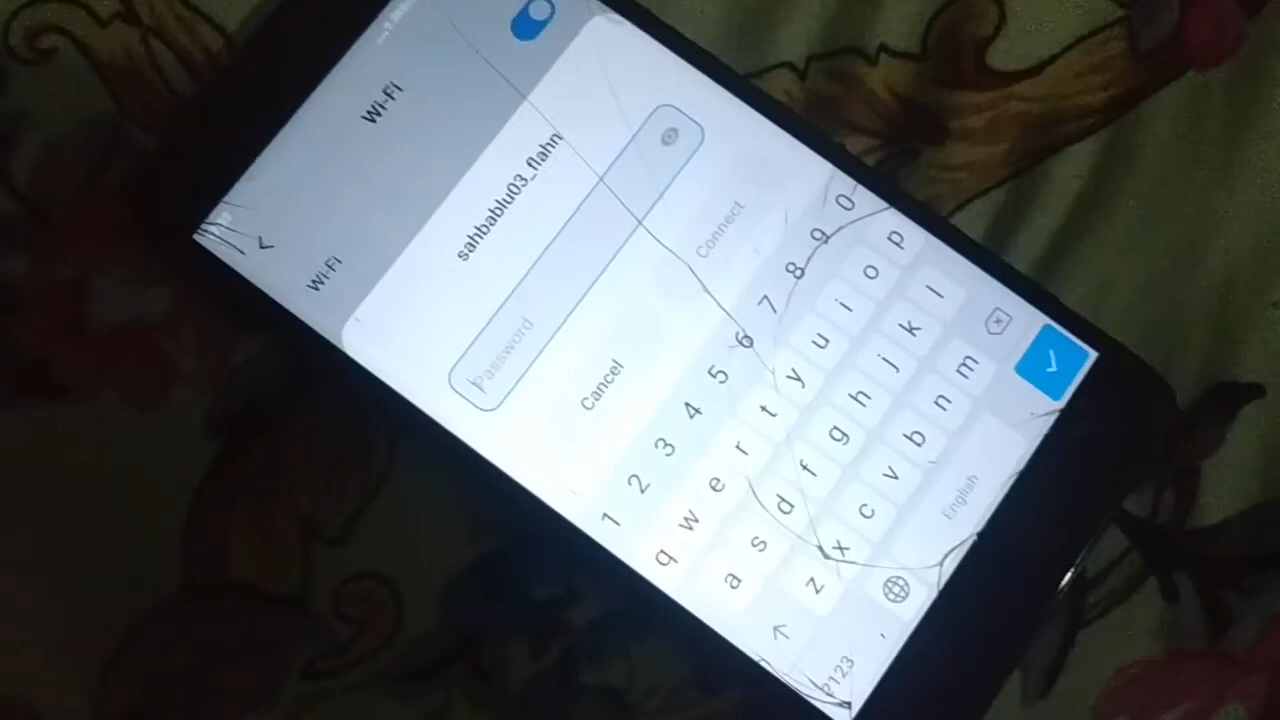 Wi-Fi
Wi-Fi
sahbablu03_flahn
Password
Cancel
Connect
1 2 3 4 5 6 7 8 9 0
q w e r t y u i o p
a s d f g h j k l
z x c v b n m
?123 , English